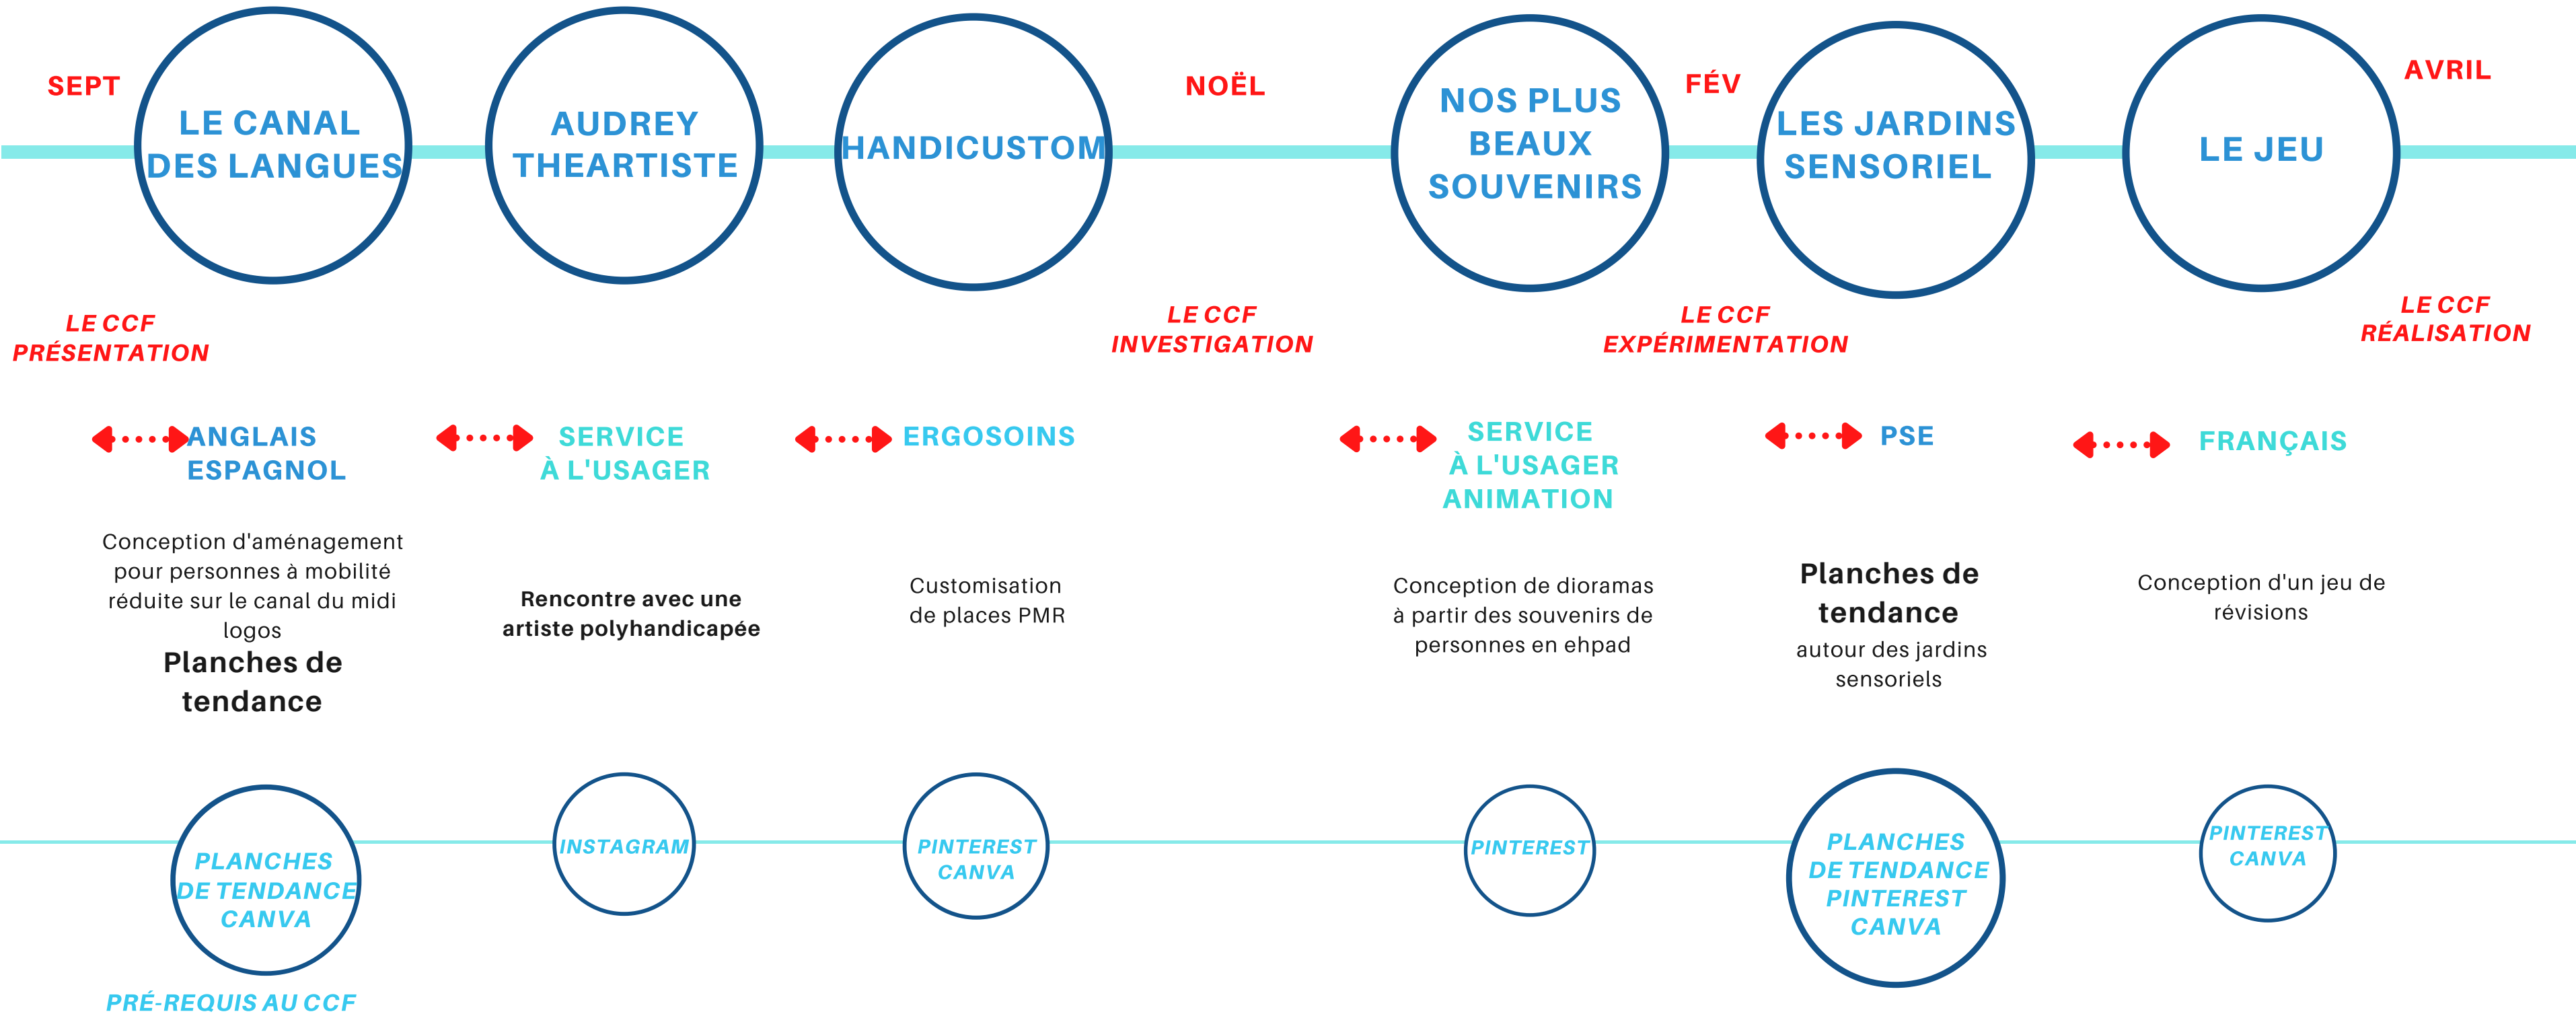 SEPT
LE CANAL
DES LANGUES
AUDREY
THEARTISTE
HANDICUSTOM
NOËL
NOS PLUS
BEAUX
SOUVENIRS
FÉV
LES JARDINS
SENSORIEL
LE JEU
AVRIL
LE CCF
PRÉSENTATION
LE CCF
INVESTIGATION
LE CCF
EXPÉRIMENTATION
LE CCF
RÉALISATION
ANGLAIS
ESPAGNOL
SERVICE
À L'USAGER
ERGOSOINS
SERVICE
À L'USAGER
ANIMATION
PSE
FRANÇAIS
Conception d'aménagement
pour personnes à mobilité
réduite sur le canal du midi
logos
Planches de
tendance
Rencontre avec une
artiste polyhandicapée
Customisation
de places PMR
Conception de dioramas
à partir des souvenirs de
personnes en ehpad
Planches de
tendance
autour des jardins
sensoriels
Conception d'un jeu de
révisions
PLANCHES
DE TENDANCE
CANVA
INSTAGRAM
PINTEREST
CANVA
PINTEREST
PLANCHES
DE TENDANCE
PINTEREST
CANVA
PINTEREST
CANVA
PRÉ-REQUIS AU CCF